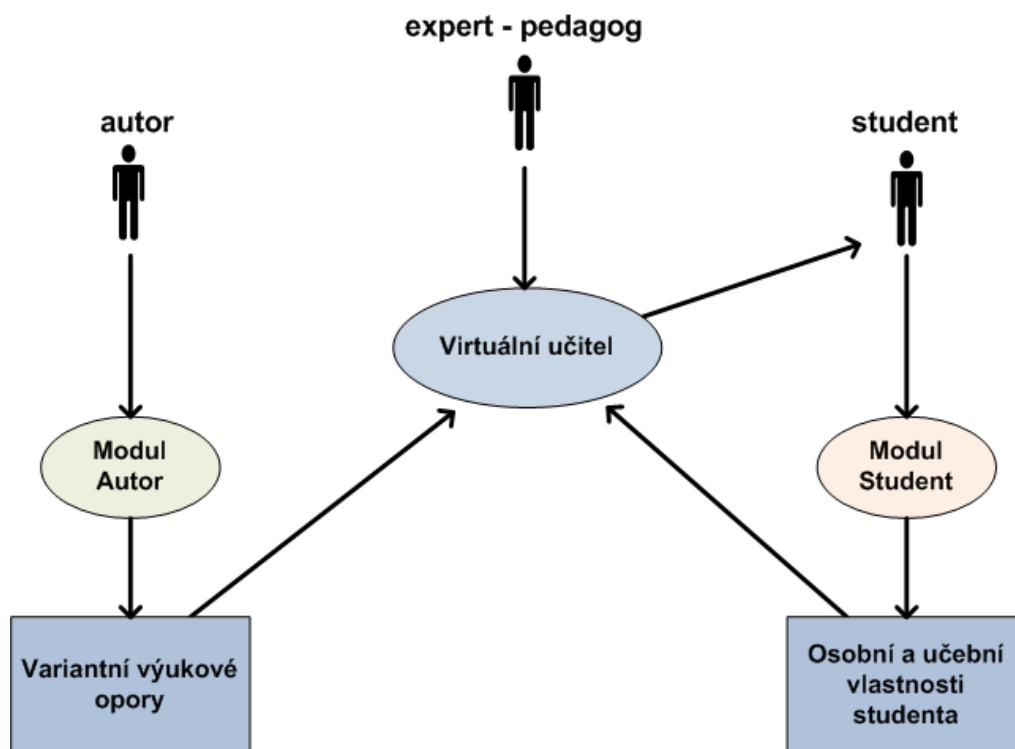 expert - pedagog
autor
student
Virtuální učitel
Modul
Autor
Modul
Student
Variantní výukové
opory
Osobní a učební
vlastnosti
studenta